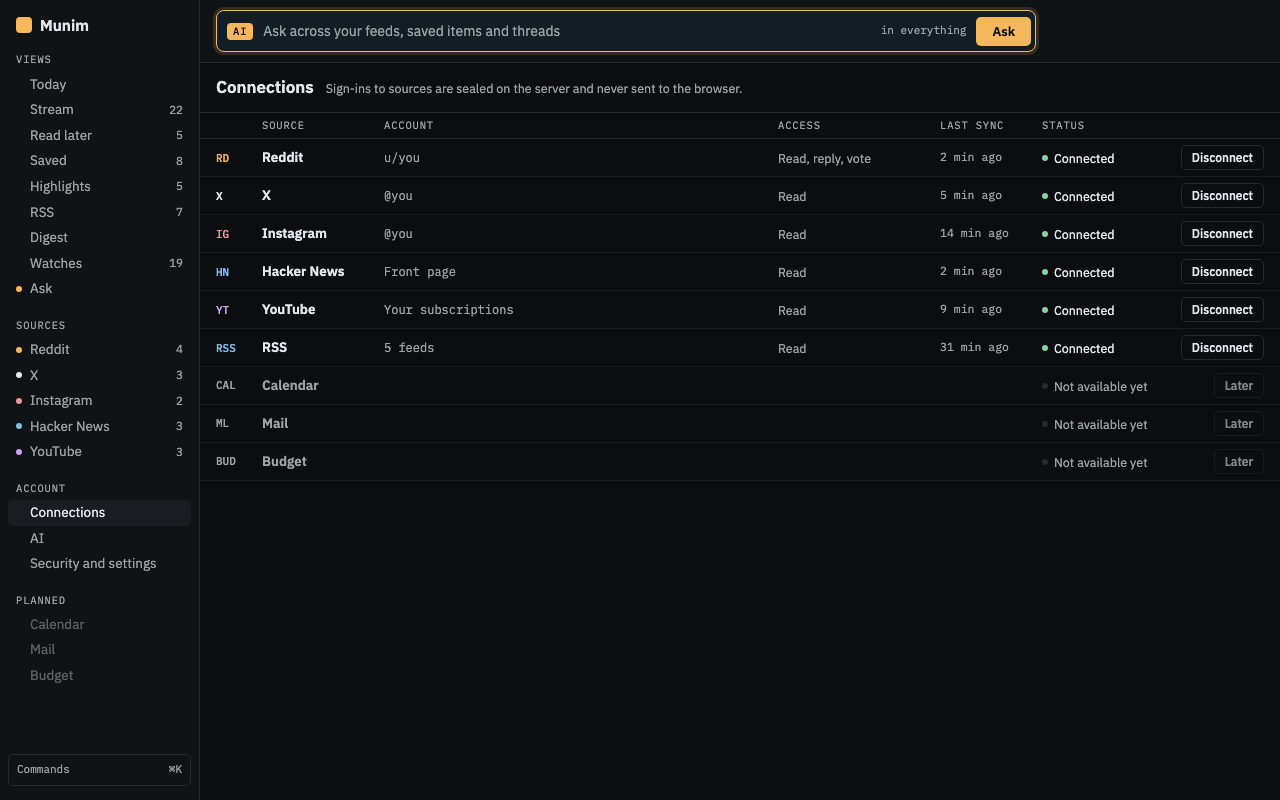 Munim
VIEWS
Today
Stream 22
Read later 5
Saved 8
Highlights 5
RSS 7
Digest
Watches 19
Ask
SOURCES
Reddit 4
X 3
Instagram 2
Hacker News 3
YouTube 3
ACCOUNT
Connections
AI
Security and settings
PLANNED
Calendar
Mail
Budget
Commands ⌘K
AI Ask across your feeds, saved items and threads in everything Ask
Connections Sign-ins to sources are sealed on the server and never sent to the browser.
SOURCE ACCOUNT ACCESS LAST SYNC STATUS
RD Reddit u/you Read, reply, vote 2 min ago Connected Disconnect
X X @you Read 5 min ago Connected Disconnect
IG Instagram @you Read 14 min ago Connected Disconnect
HN Hacker News Front page Read 2 min ago Connected Disconnect
YT YouTube Your subscriptions Read 9 min ago Connected Disconnect
RSS RSS 5 feeds Read 31 min ago Connected Disconnect
CAL Calendar Not available yet Later
ML Mail Not available yet Later
BUD Budget Not available yet Later